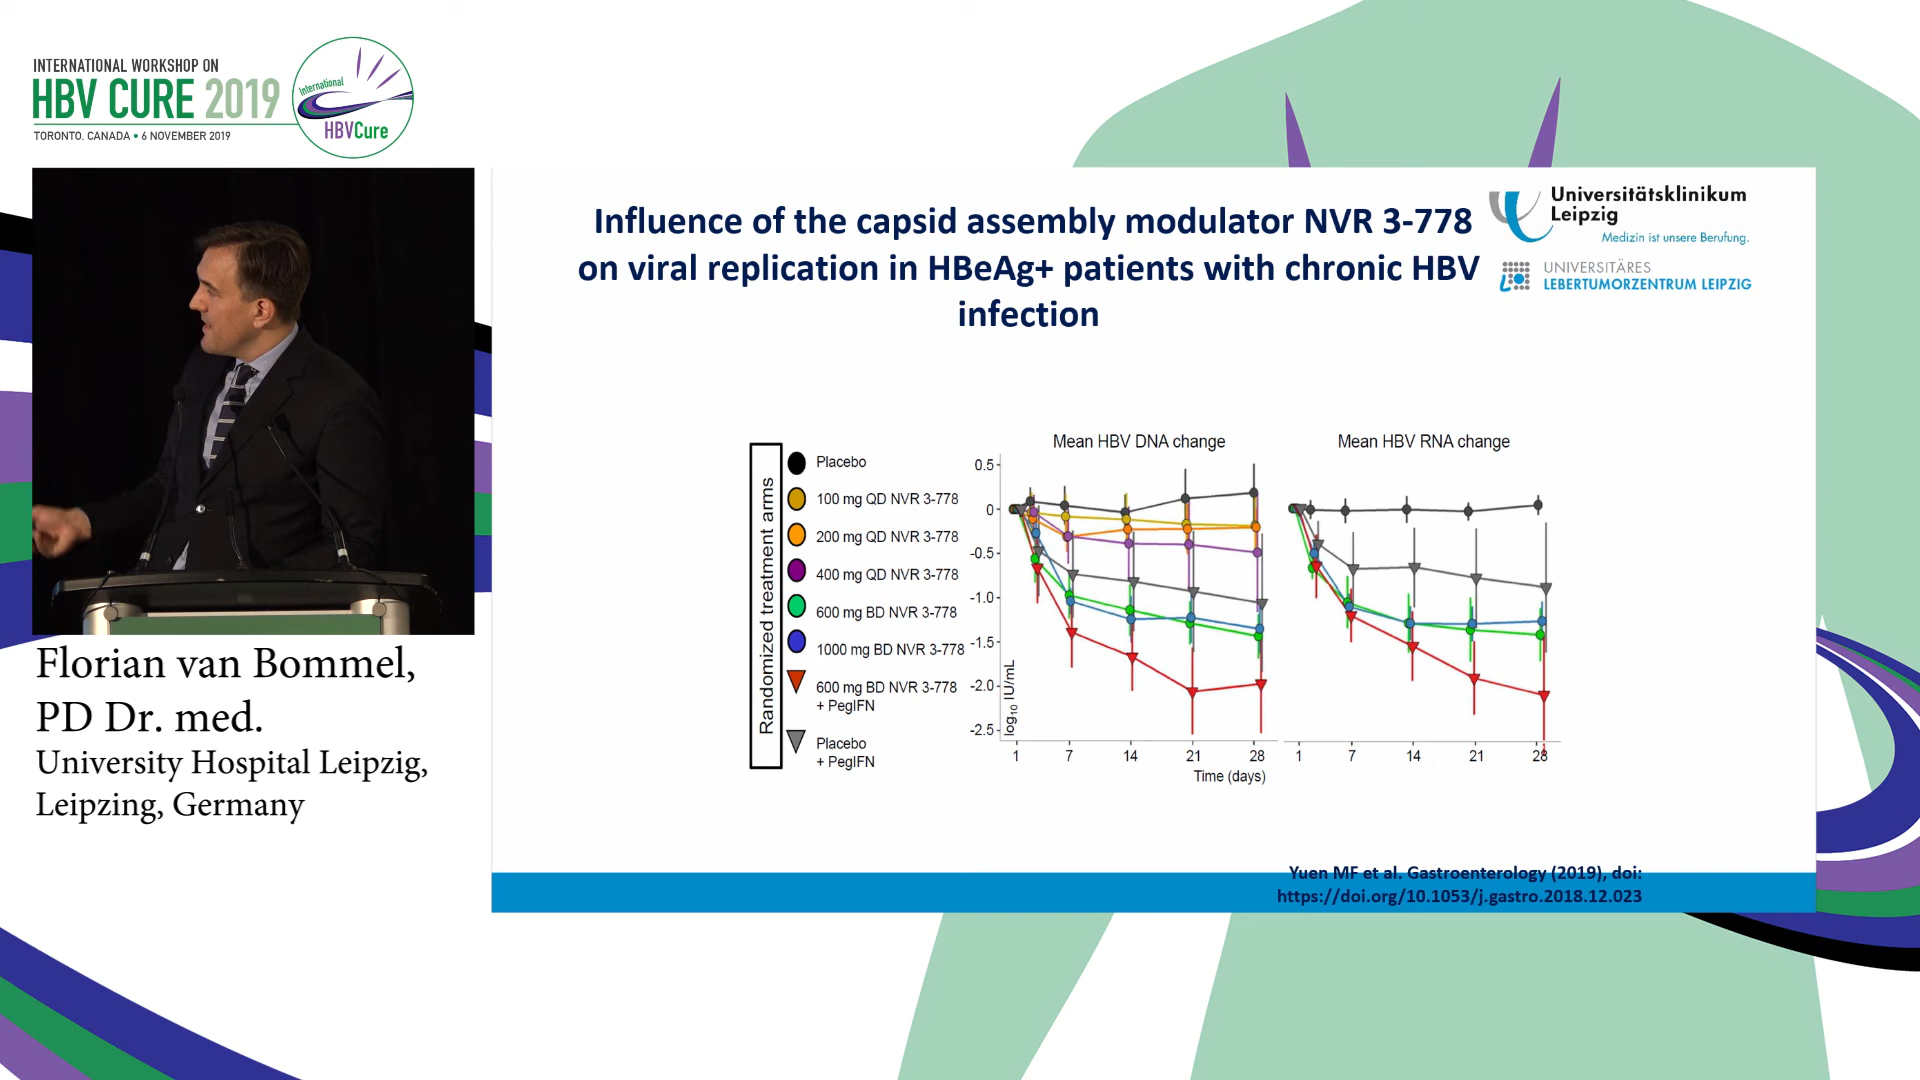 INTERNATIONAL WORKSHOP ON
HBV CURE 2019
TORONTO, CANADA • 6 NOVEMBER 2019
International
HBVCure
Florian van Bommel,
PD Dr. med.
University Hospital Leipzig,
Leipzing, Germany
Influence of the capsid assembly modulator NVR 3-778
on viral replication in HBeAg+ patients with chronic HBV
infection
Universitätsklinikum
Leipzig
Medizin ist unsere Berufung.
UNIVERSITÄRES
LEBERTUMORZENTRUM LEIPZIG
Randomized treatment arms
Placebo
100 mg QD NVR 3-778
200 mg QD NVR 3-778
400 mg QD NVR 3-778
600 mg BD NVR 3-778
1000 mg BD NVR 3-778
600 mg BD NVR 3-778
+ PegIFN
Placebo
+ PegIFN
Mean HBV DNA change
0.5
0
-0.5
-1.0
-1.5
-2.0
-2.5
log10 IU/mL
1 7 14 21 28
Time (days)
Mean HBV RNA change
1 7 14 21 28
Yuen MF et al. Gastroenterology (2019), doi:
https://doi.org/10.1053/j.gastro.2018.12.023